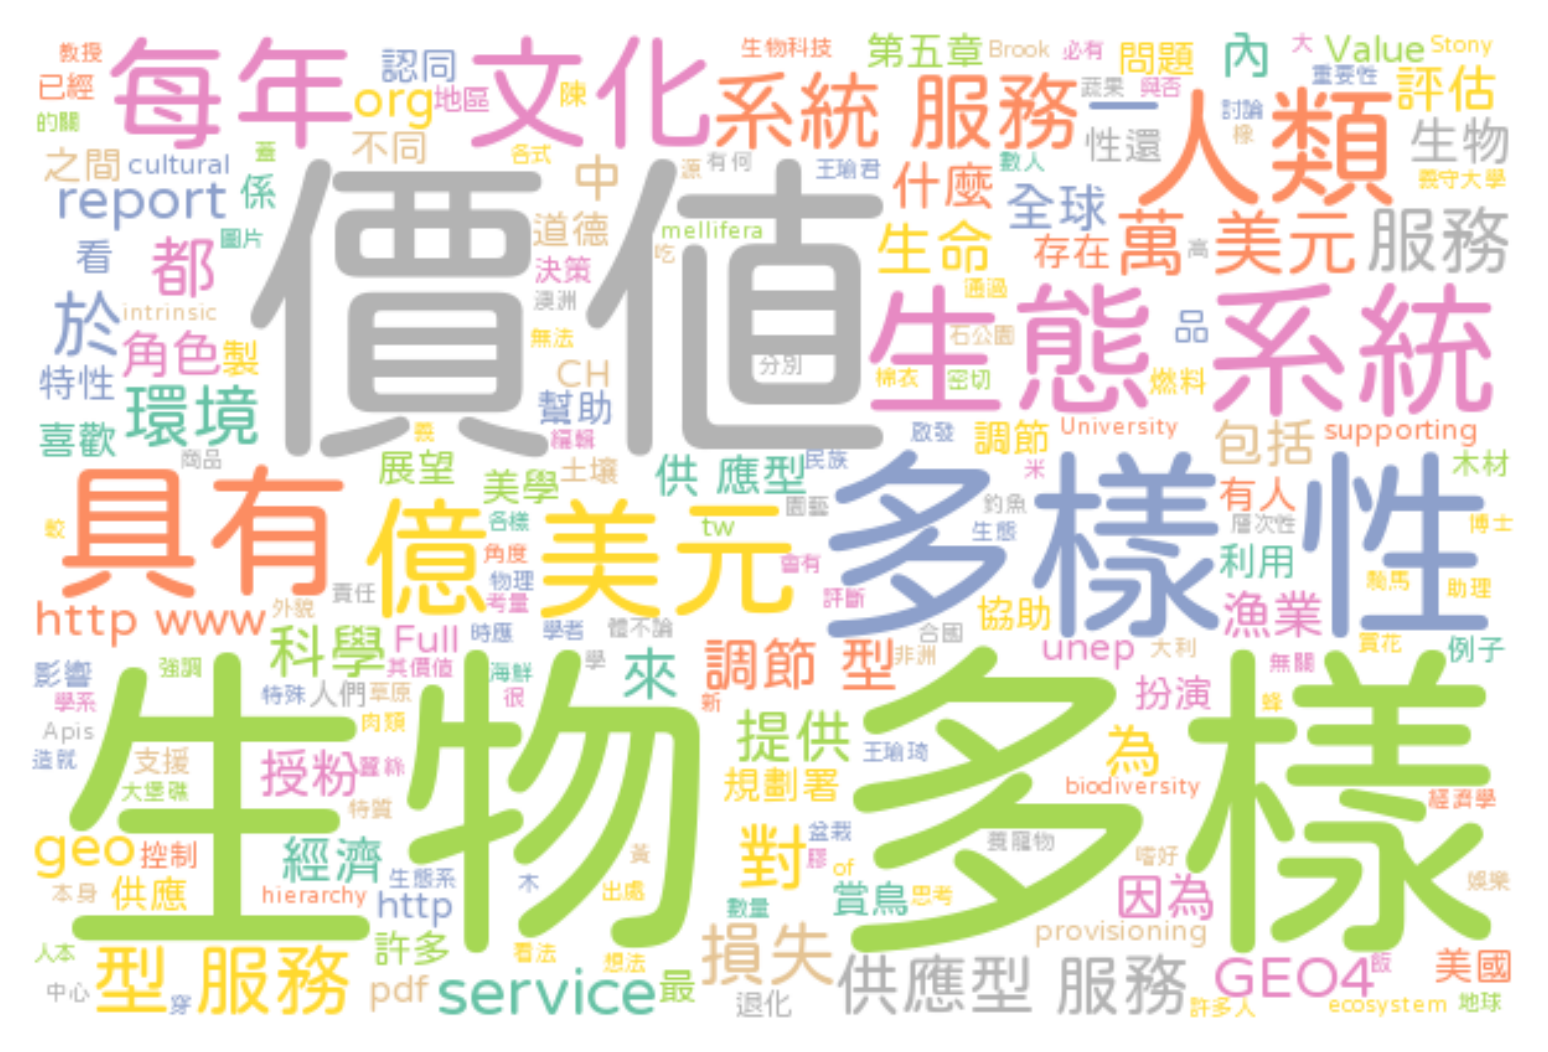 教授
每年
認同
文化
生物科技
第五章
Brook
必有
問題
內
大
Value
Stony
已經
org
地區
陳
系統 服務
蔬果
與否
一
人類
重要性
評估
的關
不同
各式
性還
討論
橡
生物
之間
cultural
蓋
中
源
有何
王瑜君
數人
什麼
義守大學
report
係
價值
道德
mellifera
全球
圖片
看
都
吃
生命
存在
萬
高
美元
服務
決策
澳洲
通過
於
intrinsic
生態
系統
品
角色
製
無法
石公園
特性
CH
分別
棉衣
密切
燃料
環境
幫助
喜歡
義
編輯
啟發
調節
University
包括
supporting
商品
展望
美學
土壤
供 應型
民族
多樣性
米
木材
具有
億
美元
各樣
tw
園藝
釣魚
有人
層次性
博士
較
角度
生態
利用
物理
會有
騎馬
助理
http www
外貌
責任
考量
評斷
協助
漁業
科學
Full
時應
學者
體不論
合國
unep
大利
買花
例子
影響
強調
其價值
海鮮
學
來
調節 型
非洲
無關
學系
特殊
人們
草原
很
新
扮演
蜂
Apis
肉類
生物
提供
多樣
王瑜琦
為
造就
支援
授粉
蠶絲
規劃署
biodiversity
大堡礁
特質
經濟學
geo
控制
經濟
黃
對
盆栽
養寵物
膠
of
嗜好
本身
供應
hierarchy
生態系
木
出處
賞鳥
思考
因為
娛樂
http
數量
人本
型 服務
許多
看法
想法
損失
provisioning
美國
中心
穿
pdf
service
最
退化
供應型 服務
GEO4
飯
許多人
ecosystem
地球